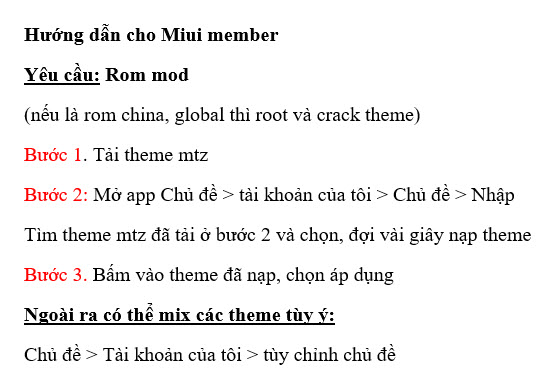 Hướng dẫn cho Miui member
Yêu cầu: Rom mod
(nếu là rom china, global thì root và crack theme)
Bước 1. Tải theme mtz
Bước 2: Mở app Chủ đề > tài khoản của tôi > Chủ đề > Nhập
Tìm theme mtz đã tải ở bước 2 và chọn, đợi vài giây nạp theme
Bước 3. Bấm vào theme đã nạp, chọn áp dụng
Ngoài ra có thể mix các theme tùy ý:
Chủ đề > Tài khoản của tôi > tùy chỉnh chủ đề